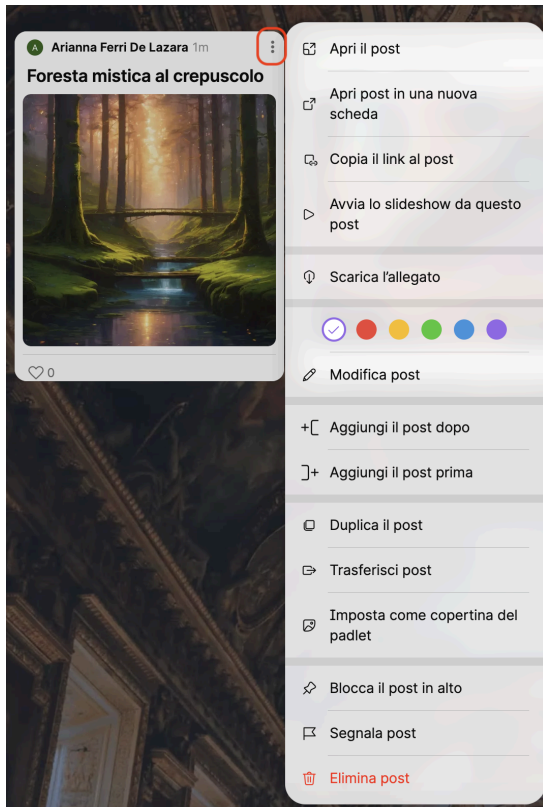 A Arianna Ferri De Lazara 1m
Foresta mistica al crepuscolo
0
Apri il post
Apri post in una nuova
scheda
Copia il link al post
Avvia lo slideshow da questo
post
Scarica l’allegato
Modifica post
Aggiungi il post dopo
Aggiungi il post prima
Duplica il post
Trasferisci post
Imposta come copertina del
padlet
Blocca il post in alto
Segnala post
Elimina post